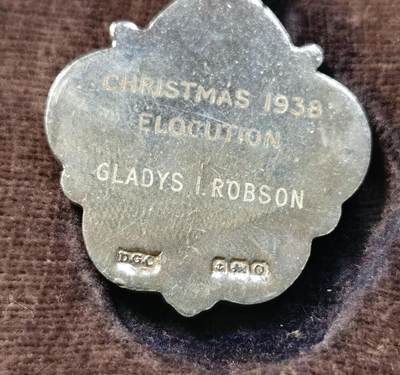 CHRISTMAS 1938
ELOCUTION
GLADYS I. ROBSON
D.G.C